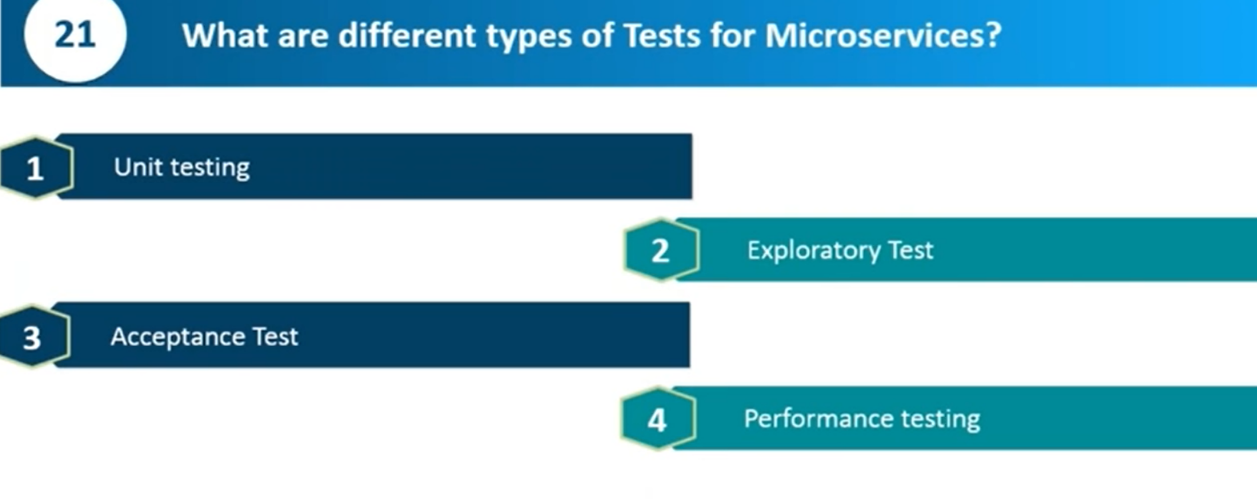 21 What are different types of Tests for Microservices?
1 Unit testing
2 Exploratory Test
3 Acceptance Test
4 Performance testing